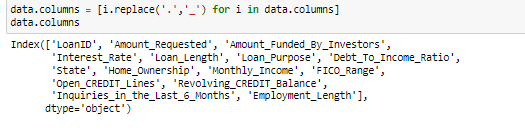 data.columns = [i.replace('.','_') for i in data.columns]
data.columns
Index(['LoanID', 'Amount_Requested', 'Amount_Funded_By_Investors',
'Interest_Rate', 'Loan_Length', 'Loan_Purpose', 'Debt_To_Income_Ratio',
'State', 'Home_Ownership', 'Monthly_Income', 'FICO_Range',
'Open_CREDIT_Lines', 'Revolving_CREDIT_Balance',
'Inquiries_in_the_Last_6_Months', 'Employment_Length'],
dtype='object')